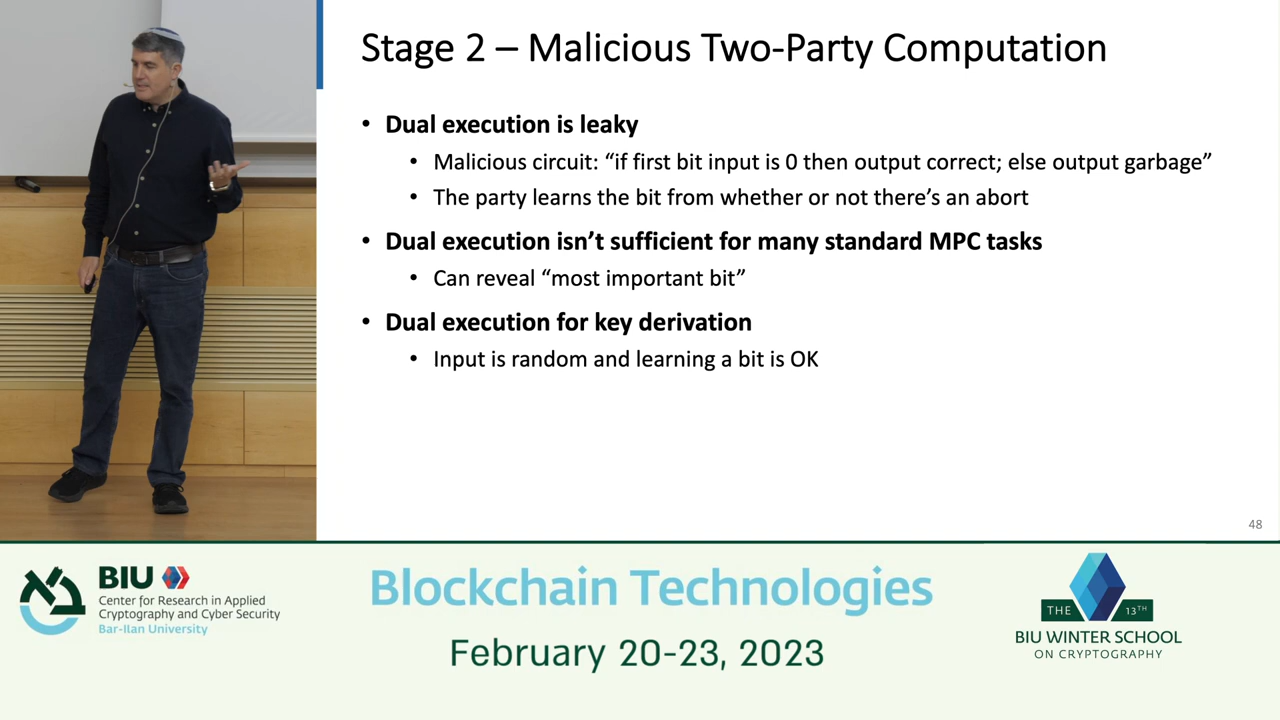 Stage 2 – Malicious Two-Party Computation
• Dual execution is leaky
• Malicious circuit: “if first bit input is 0 then output correct; else output garbage”
• The party learns the bit from whether or not there’s an abort
• Dual execution isn’t sufficient for many standard MPC tasks
• Can reveal “most important bit”
• Dual execution for key derivation
• Input is random and learning a bit is OK
48
BIU
Center for Research in Applied
Cryptography and Cyber Security
Bar-Ilan University
Blockchain Technologies
February 20-23, 2023
THE 13TH
BIU WINTER SCHOOL
ON CRYPTOGRAPHY